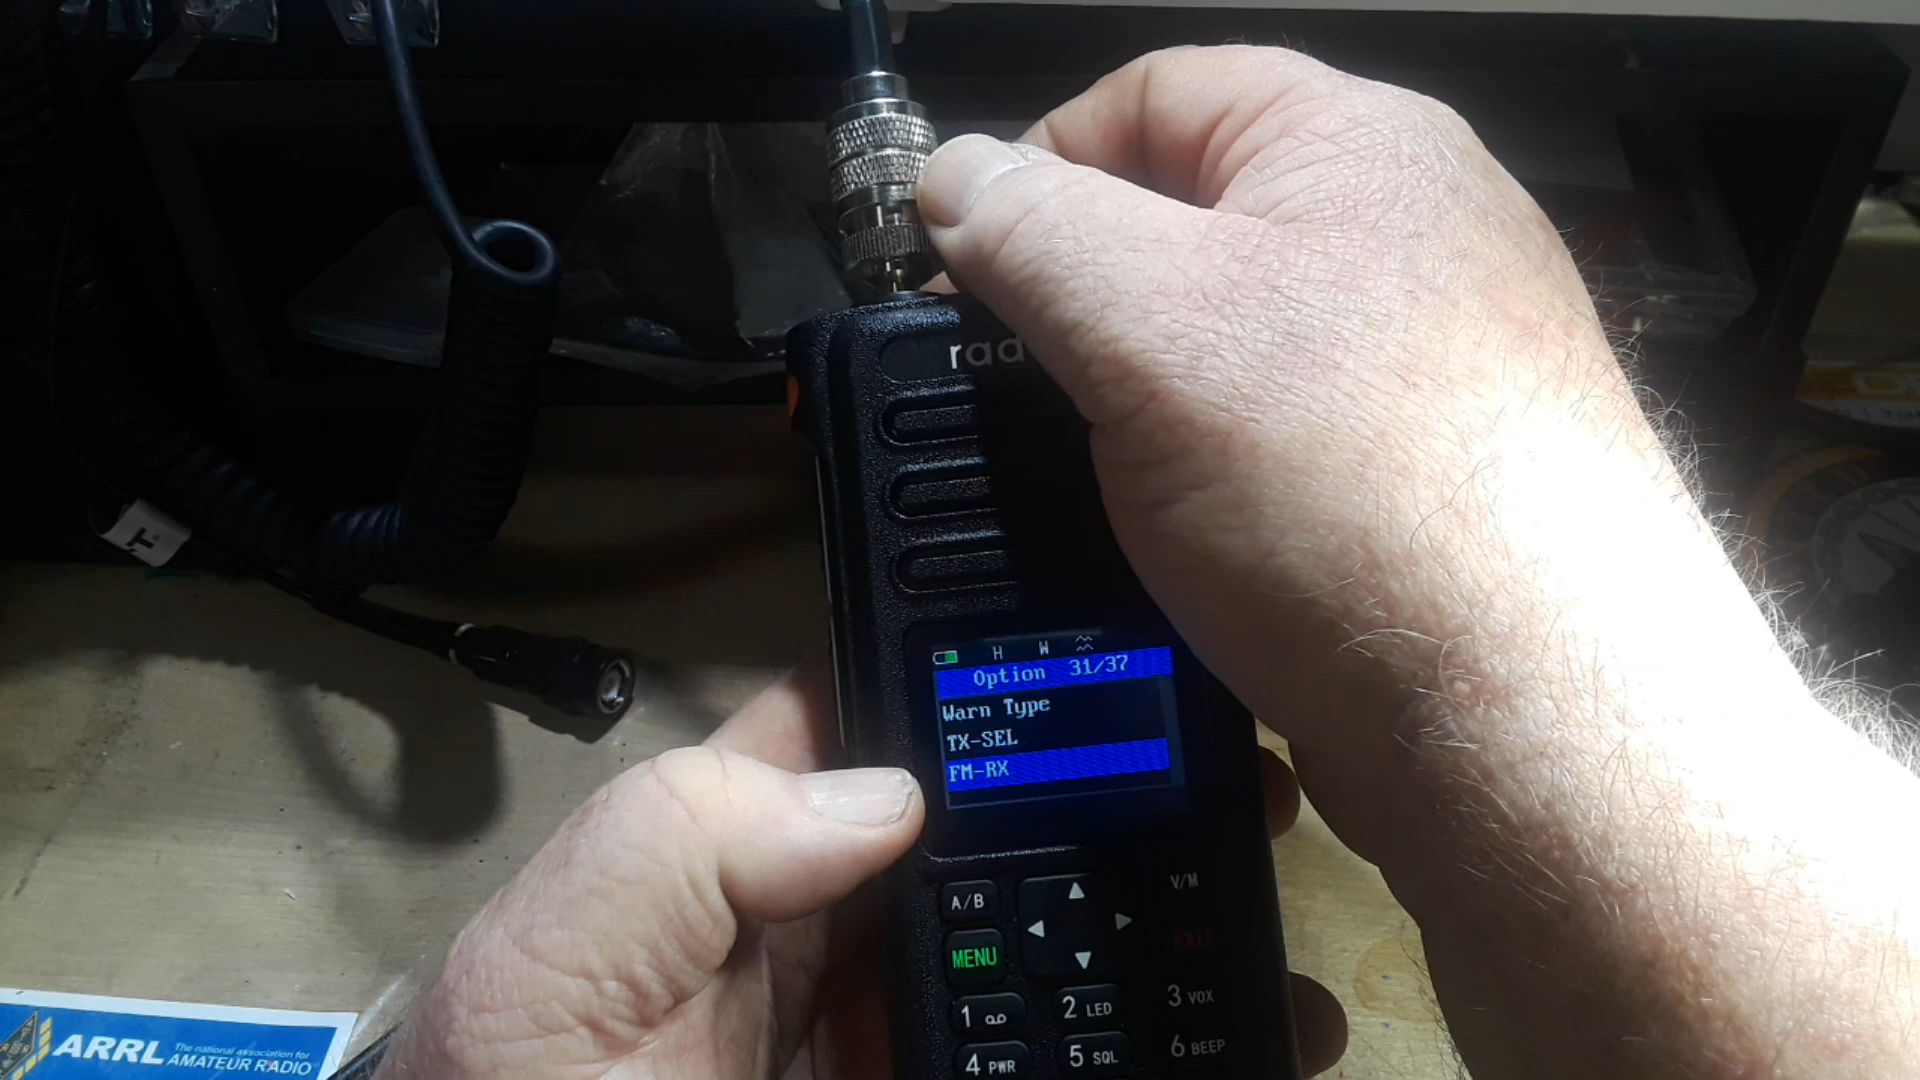 H W
Option 31/37
Warn Type
TX-SEL
FM-RX
A/B
V/M
MENU
EXIT
1
2 LED
3 VOX
4 PWR
5 SQL
6 BEEP
ARRL The national association for
AMATEUR RADIO